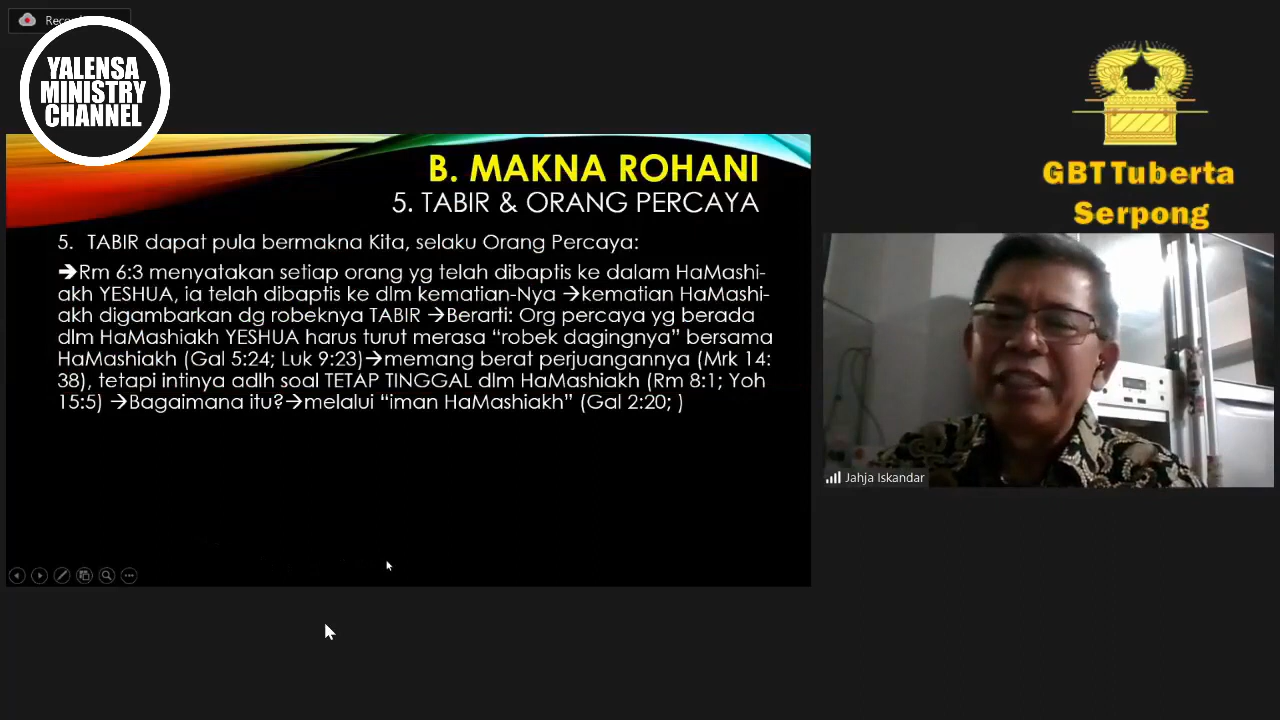 YALENSA
MINISTRY
CHANNEL
GBT Tuberta
Serpong
B. MAKNA ROHANI
5. TABIR & ORANG PERCAYA
5. TABIR dapat pula bermakna Kita, selaku Orang Percaya:
➔Rm 6:3 menyatakan setiap orang yg telah dibaptis ke dalam HaMashi-
akh YESHUA, ia telah dibaptis ke dlm kematian-Nya →kematian HaMashi-
akh digambarkan dg robeknya TABIR →Berarti: Org percaya yg berada
dlm HaMashiakh YESHUA harus turut merasa “robek dagingnya” bersama
HaMashiakh (Gal 5:24; Luk 9:23)→memang berat perjuangannya (Mrk 14:
38), tetapi intinya adlh soal TETAP TINGGAL dlm HaMashiakh (Rm 8:1; Yoh
15:5) →Bagaimana itu?→melalui “iman HaMashiakh” (Gal 2:20; )
Jahja Iskandar